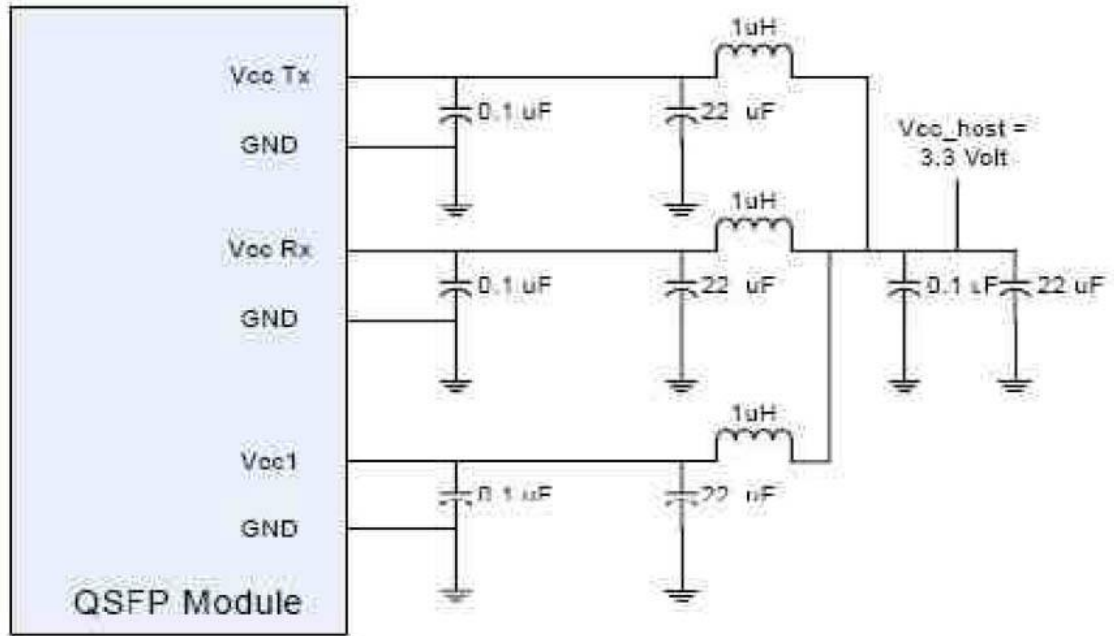 1uH
Vcc Tx
0.1 uF
22 uF
GND
Vcc_host =
3.3 Volt
1uH
Vcc Rx
0.1 uF
22 uF
0.1 uF
22 uF
GND
1uH
Vcc1
0.1 uF
22 uF
GND
QSFP Module